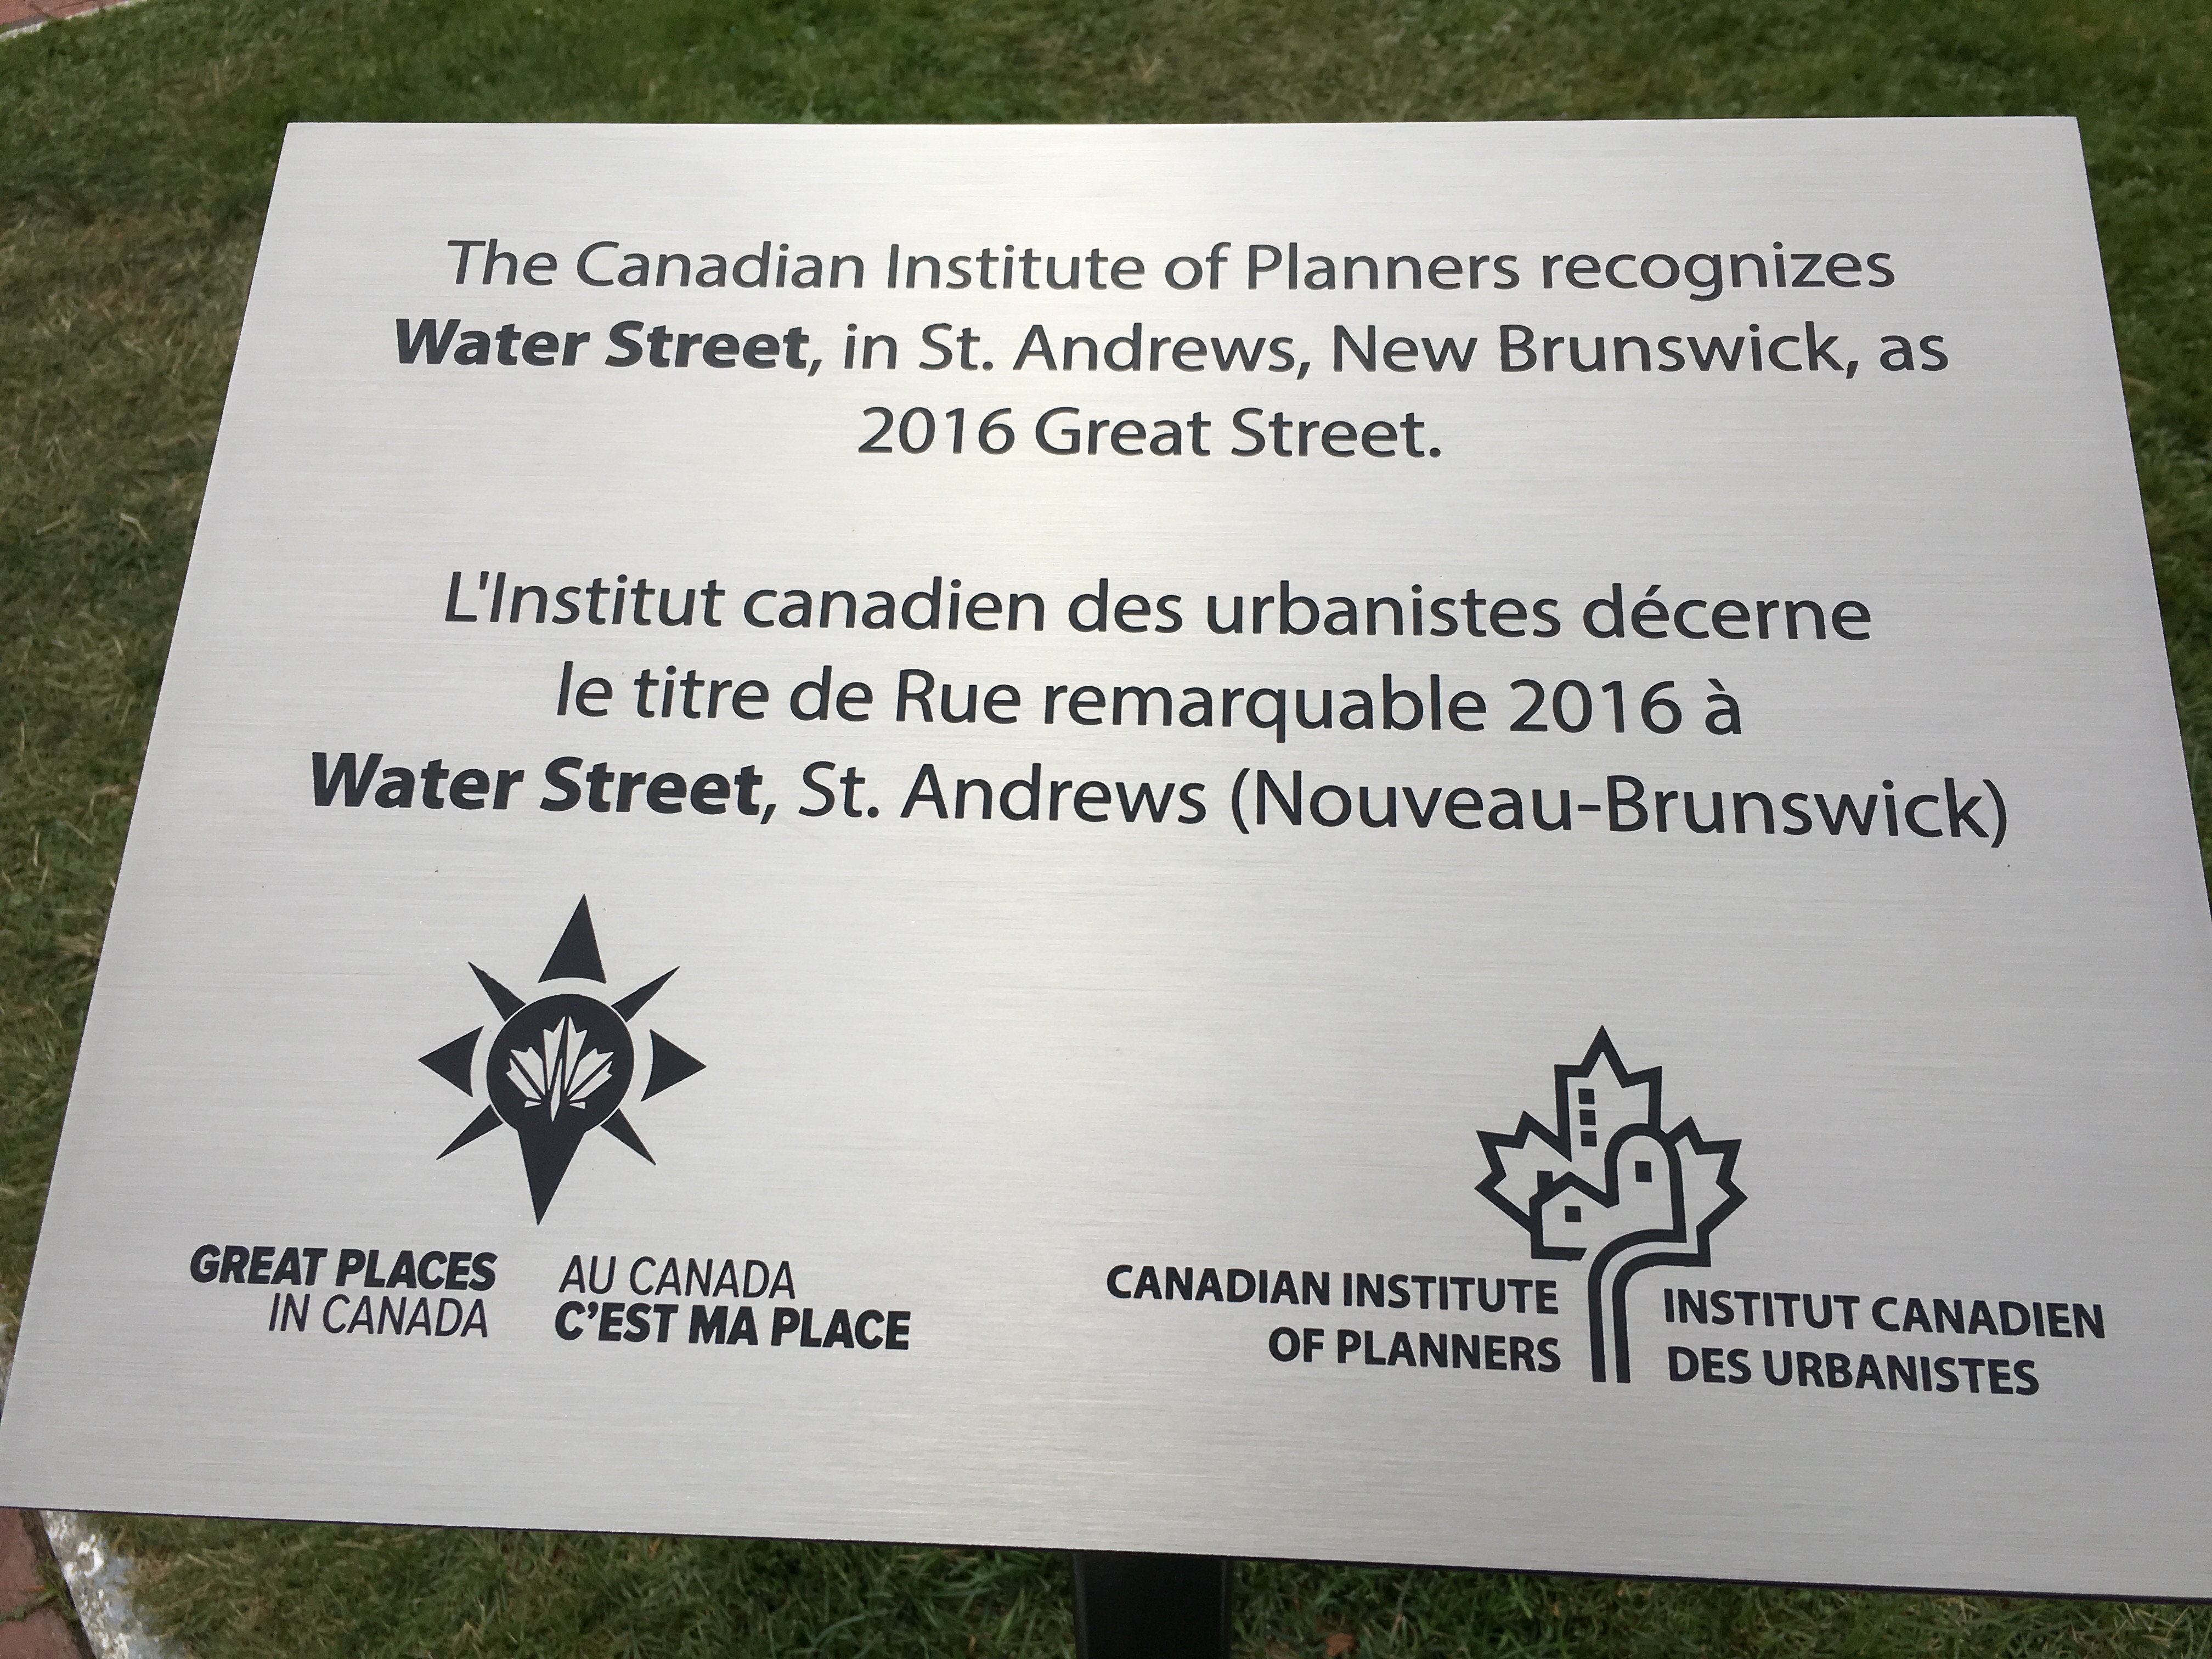 The Canadian Institute of Planners recognizes
Water Street, in St. Andrews, New Brunswick, as
2016 Great Street.
L'Institut canadien des urbanistes décerne
le titre de Rue remarquable 2016 à
Water Street, St. Andrews (Nouveau-Brunswick)
GREAT PLACES
IN CANADA
AU CANADA
C'EST MA PLACE
CANADIAN INSTITUTE
OF PLANNERS
INSTITUT CANADIEN
DES URBANISTES